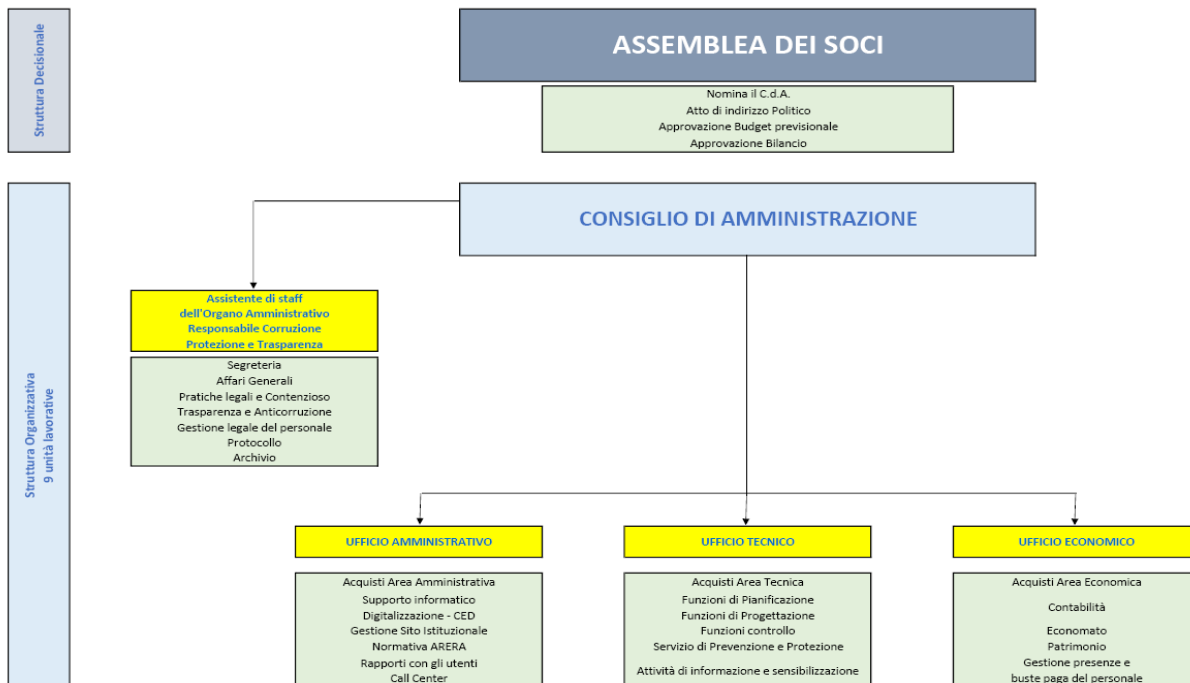 Struttura Decisionale
ASSEMBLEA DEI SOCI
Nomina il C.d.A.
Atto di indirizzo Politico
Approvazione Budget previsionale
Approvazione Bilancio
Struttura Organizzativa
9 unità lavorative
CONSIGLIO DI AMMINISTRAZIONE
Assistente di staff
dell'Organo Amministrativo
Responsabile Corruzione
Protezione e Trasparenza
Segreteria
Affari Generali
Pratiche legali e Contenzioso
Trasparenza e Anticorruzione
Gestione legale del personale
Protocollo
Archivio
UFFICIO AMMINISTRATIVO
Acquisti Area Amministrativa
Supporto informatico
Digitalizzazione - CED
Gestione Sito Istituzionale
Normativa ARERA
Rapporti con gli utenti
Call Center
UFFICIO TECNICO
Acquisti Area Tecnica
Funzioni di Pianificazione
Funzioni di Progettazione
Funzioni controllo
Servizio di Prevenzione e Protezione
Attività di informazione e sensibilizzazione
UFFICIO ECONOMICO
Acquisti Area Economica
Contabilità
Economato
Patrimonio
Gestione presenze e
buste paga del personale